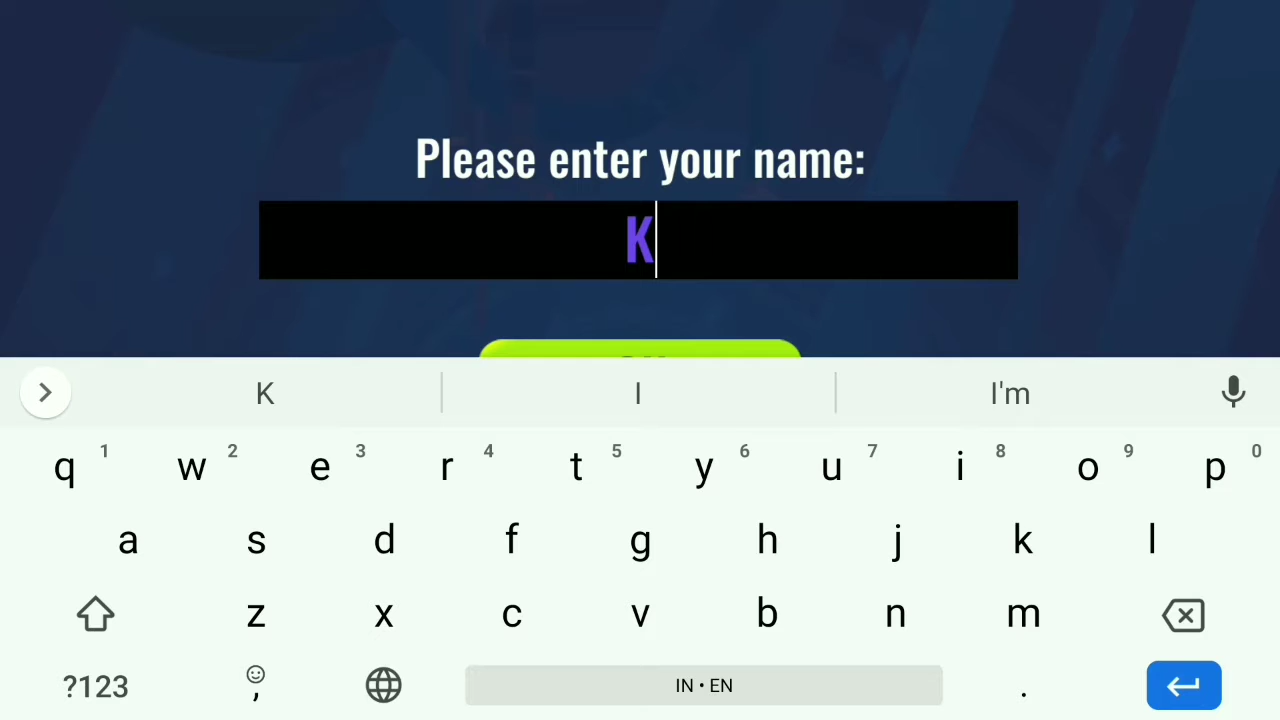 Please enter your name:
K
K I I'm
q 1 w 2 e 3 r 4 t 5 y 6 u 7 i 8 o 9 p 0
a s d f g h j k l
z x c v b n m
?123 , IN • EN .